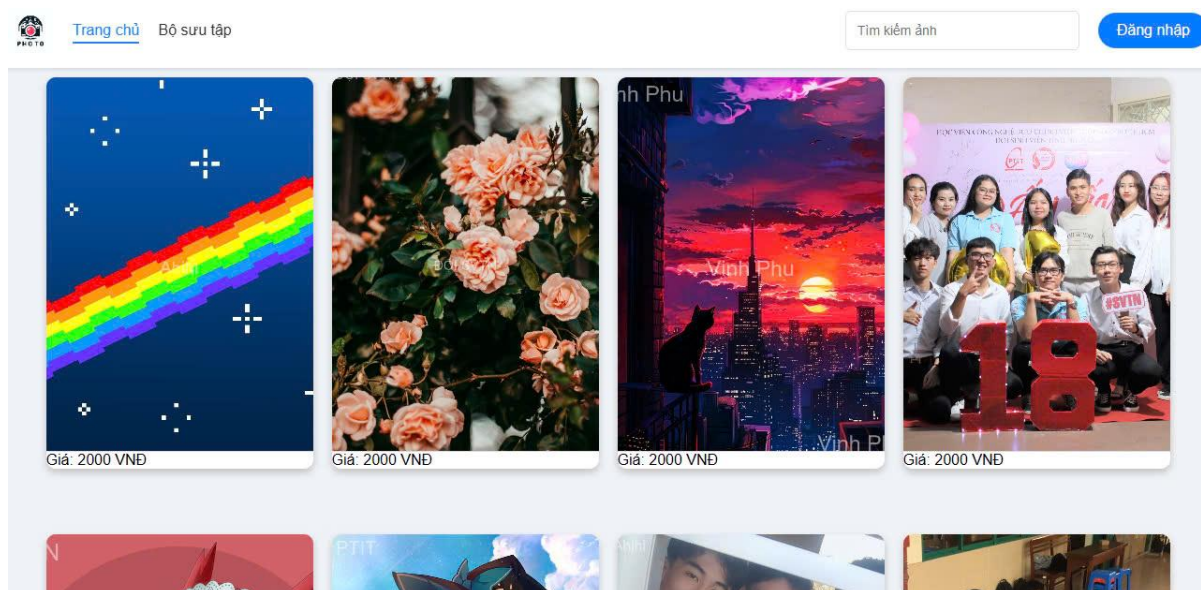 PHOTO
Trang chủ
Bộ sưu tập
Tìm kiếm ảnh
Đăng nhập
nh Phu
Vinh Phu
Vinh P
PTIT
#SVTN
18
Giá: 2000 VNĐ
Giá: 2000 VNĐ
Giá: 2000 VNĐ
Giá: 2000 VNĐ
N
PTIT